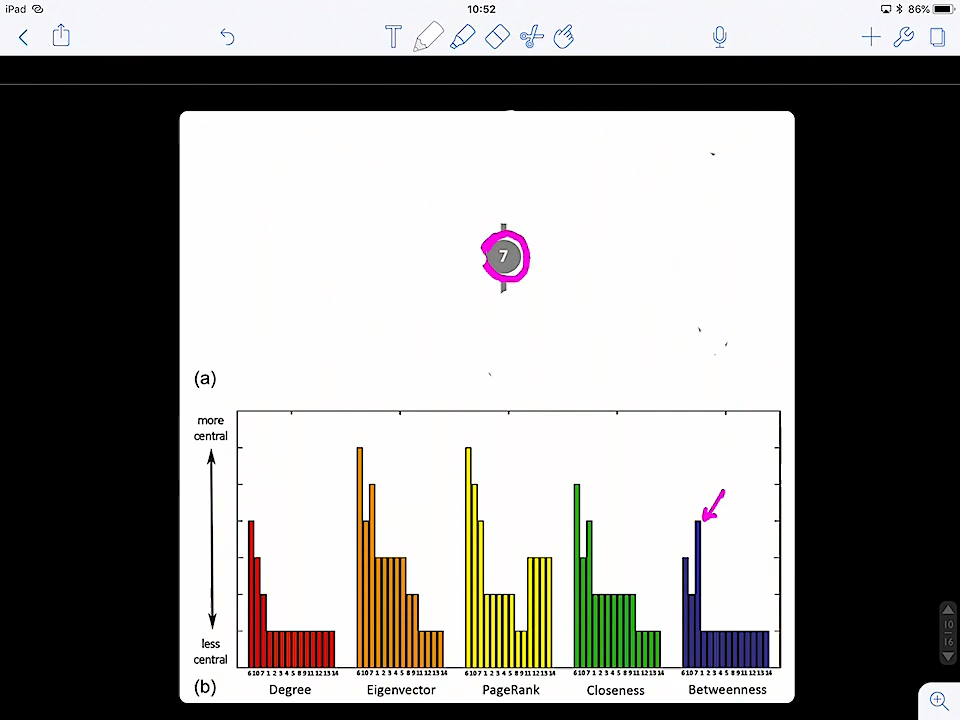 iPad 10:52 86%
T
7
(a)
more
central
less
central
6 10 7 1 2 3 4 5 8 9 11 12 13 14 6 10 7 1 2 3 4 5 8 9 11 12 13 14 6 10 7 1 2 3 4 5 8 9 11 12 13 14 6 10 7 1 2 3 4 5 8 9 11 12 13 14 6 10 7 1 2 3 4 5 8 9 11 12 13 14
(b) Degree Eigenvector PageRank Closeness Betweenness
10
16